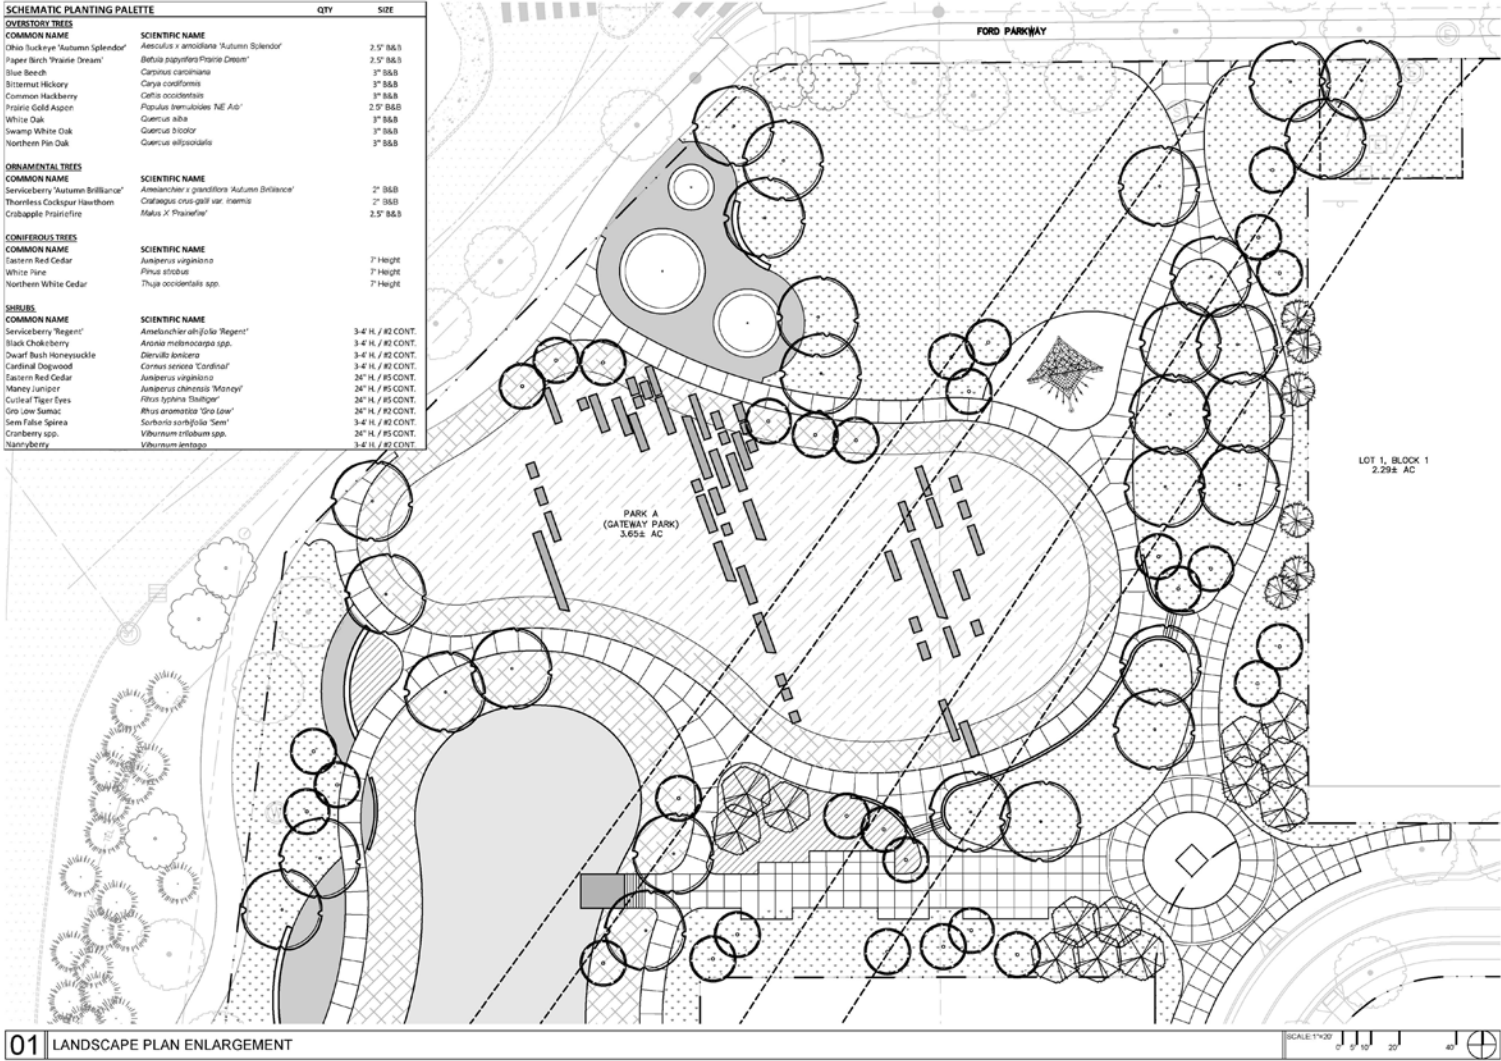 SCHEMATIC PLANTING PALETTE QTY SIZE
OVERSTORY TREES
COMMON NAME SCIENTIFIC NAME
Ohio Buckeye 'Autumn Splendor' Aesculus x arnoldiana 'Autumn Splendor' 2.5" B&B
Paper Birch 'Prairie Dream' Betula papyrifera 'Prairie Dream' 2.5" B&B
Blue Beech Carpinus caroliniana 3" B&B
Bitternut Hickory Carya cordiformis 3" B&B
Common Hackberry Celtis occidentalis 3" B&B
Prairie Gold Aspen Populus tremuloides 'NE Arb' 2.5" B&B
White Oak Quercus alba 3" B&B
Swamp White Oak Quercus bicolor 3" B&B
Northern Pin Oak Quercus ellipsoidalis 3" B&B
ORNAMENTAL TREES
COMMON NAME SCIENTIFIC NAME
Serviceberry 'Autumn Brilliance' Amelanchier x grandiflora 'Autumn Brilliance' 2" B&B
Thornless Cockspur Hawthorn Crataegus crus-galli var. inermis 2" B&B
Crabapple Prairiefire Malus X 'Prairiefire' 2.5" B&B
CONIFEROUS TREES
COMMON NAME SCIENTIFIC NAME
Eastern Red Cedar Juniperus virginiana 7' Height
White Pine Pinus strobus 7' Height
Northern White Cedar Thuja occidentalis spp. 7' Height
SHRUBS
COMMON NAME SCIENTIFIC NAME
Serviceberry 'Regent' Amelanchier alnifolia 'Regent' 3-4' H. / #2 CONT.
Black Chokeberry Aronia melanocarpa spp. 3-4' H. / #2 CONT.
Dwarf Bush Honeysuckle Diervilla lonicera 3-4' H. / #2 CONT.
Cardinal Dogwood Cornus sericea 'Cardinal' 3-4' H. / #2 CONT.
Eastern Red Cedar Juniperus virginiana 24" H. / #5 CONT.
Maney Juniper Juniperus chinensis 'Maneyi' 24" H. / #5 CONT.
Cutleaf Tiger Eyes Rhus typhina 'Bailtiger' 24" H. / #5 CONT.
Gro Low Sumac Rhus aromatica 'Gro Low' 24" H. / #2 CONT.
Sem False Spirea Sorbaria sorbifolia 'Sem' 3-4' H. / #2 CONT.
Cranberry spp. Viburnum trilobum spp. 24" H. / #5 CONT.
Nannyberry Viburnum lentago 3-4' H. / #2 CONT.
FORD PARKWAY
LOT 1, BLOCK 1
2.29± AC
PARK A
(GATEWAY PARK)
3.65± AC
01 LANDSCAPE PLAN ENLARGEMENT
SCALE:1"=20'
0' 5' 10' 20' 40'